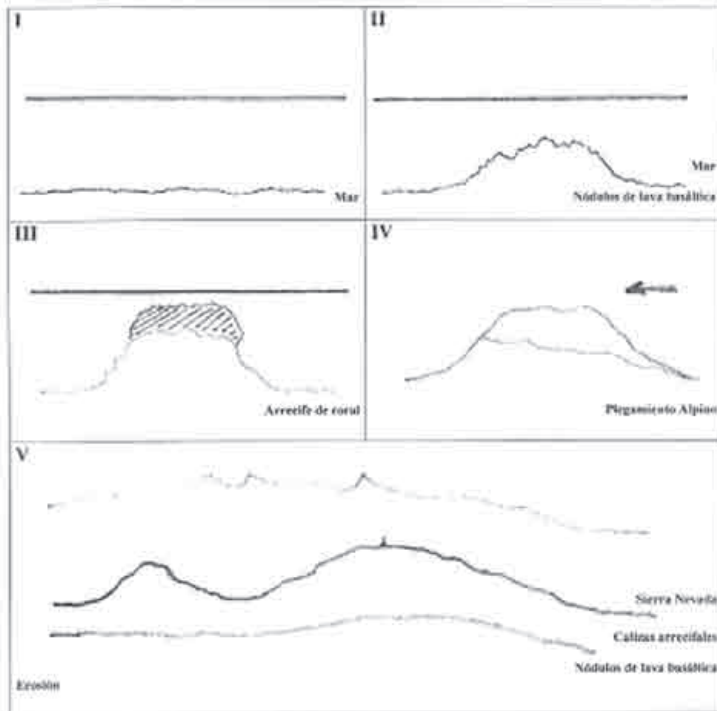 I
Mar
II
Mar
Nódulos de lava basáltica
III
Arrecife de coral
IV
Plegamiento Alpino
V
Sierra Nevada
Calizas arrecifales
Nódulos de lava basáltica
Erosión